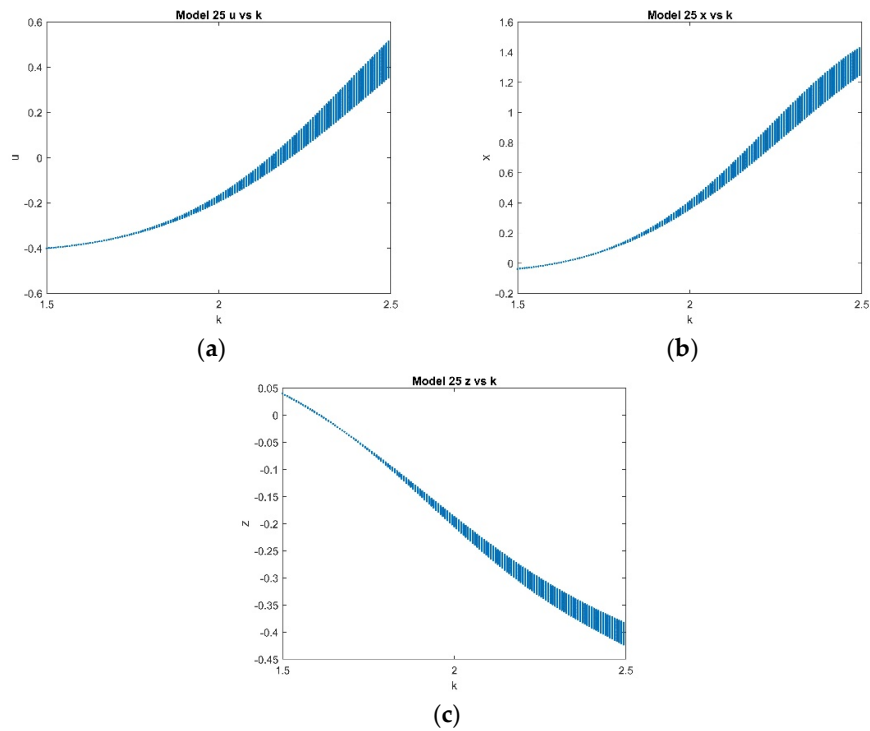 Model 25 u vs k
0.6
0.4
0.2
0
-0.2
-0.4
-0.6
u
1.5 2 2.5
k
(a)
Model 25 x vs k
1.6
1.4
1.2
1
0.8
0.6
0.4
0.2
0
-0.2
x
1.5 2 2.5
k
(b)
Model 25 z vs k
0.05
0
-0.05
-0.1
-0.15
-0.2
-0.25
-0.3
-0.35
-0.4
-0.45
z
1.5 2 2.5
k
(c)